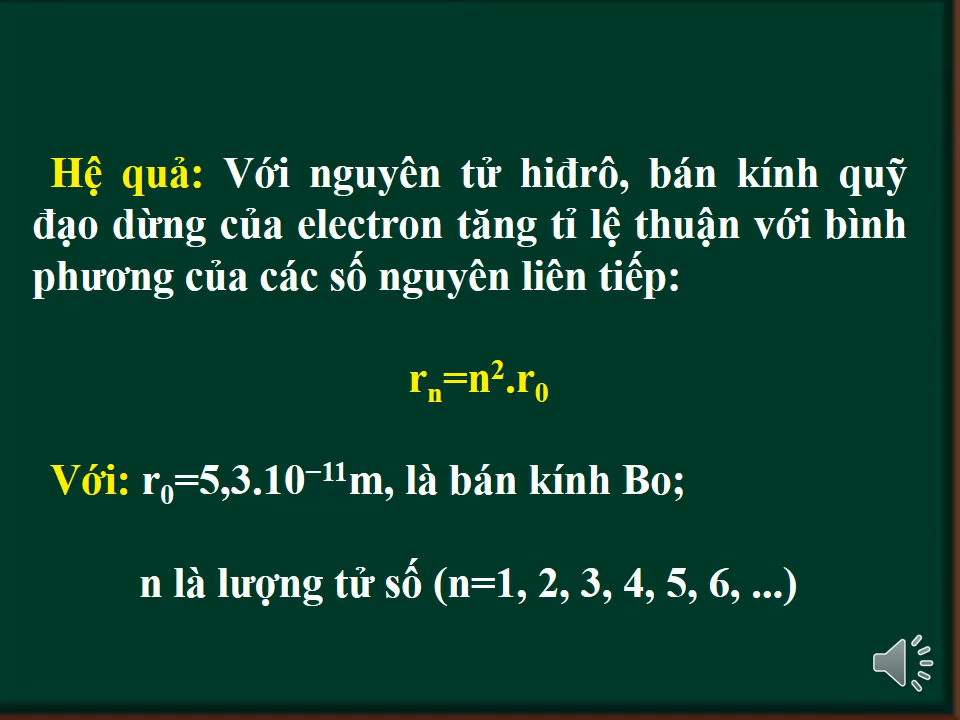 Hệ quả: Với nguyên tử hiđrô, bán kính quỹ
đạo dừng của electron tăng tỉ lệ thuận với bình
phương của các số nguyên liên tiếp:
rₙ=n².r₀
Với: r₀=5,3.10⁻¹¹m, là bán kính Bo;
n là lượng tử số (n=1, 2, 3, 4, 5, 6, ...)